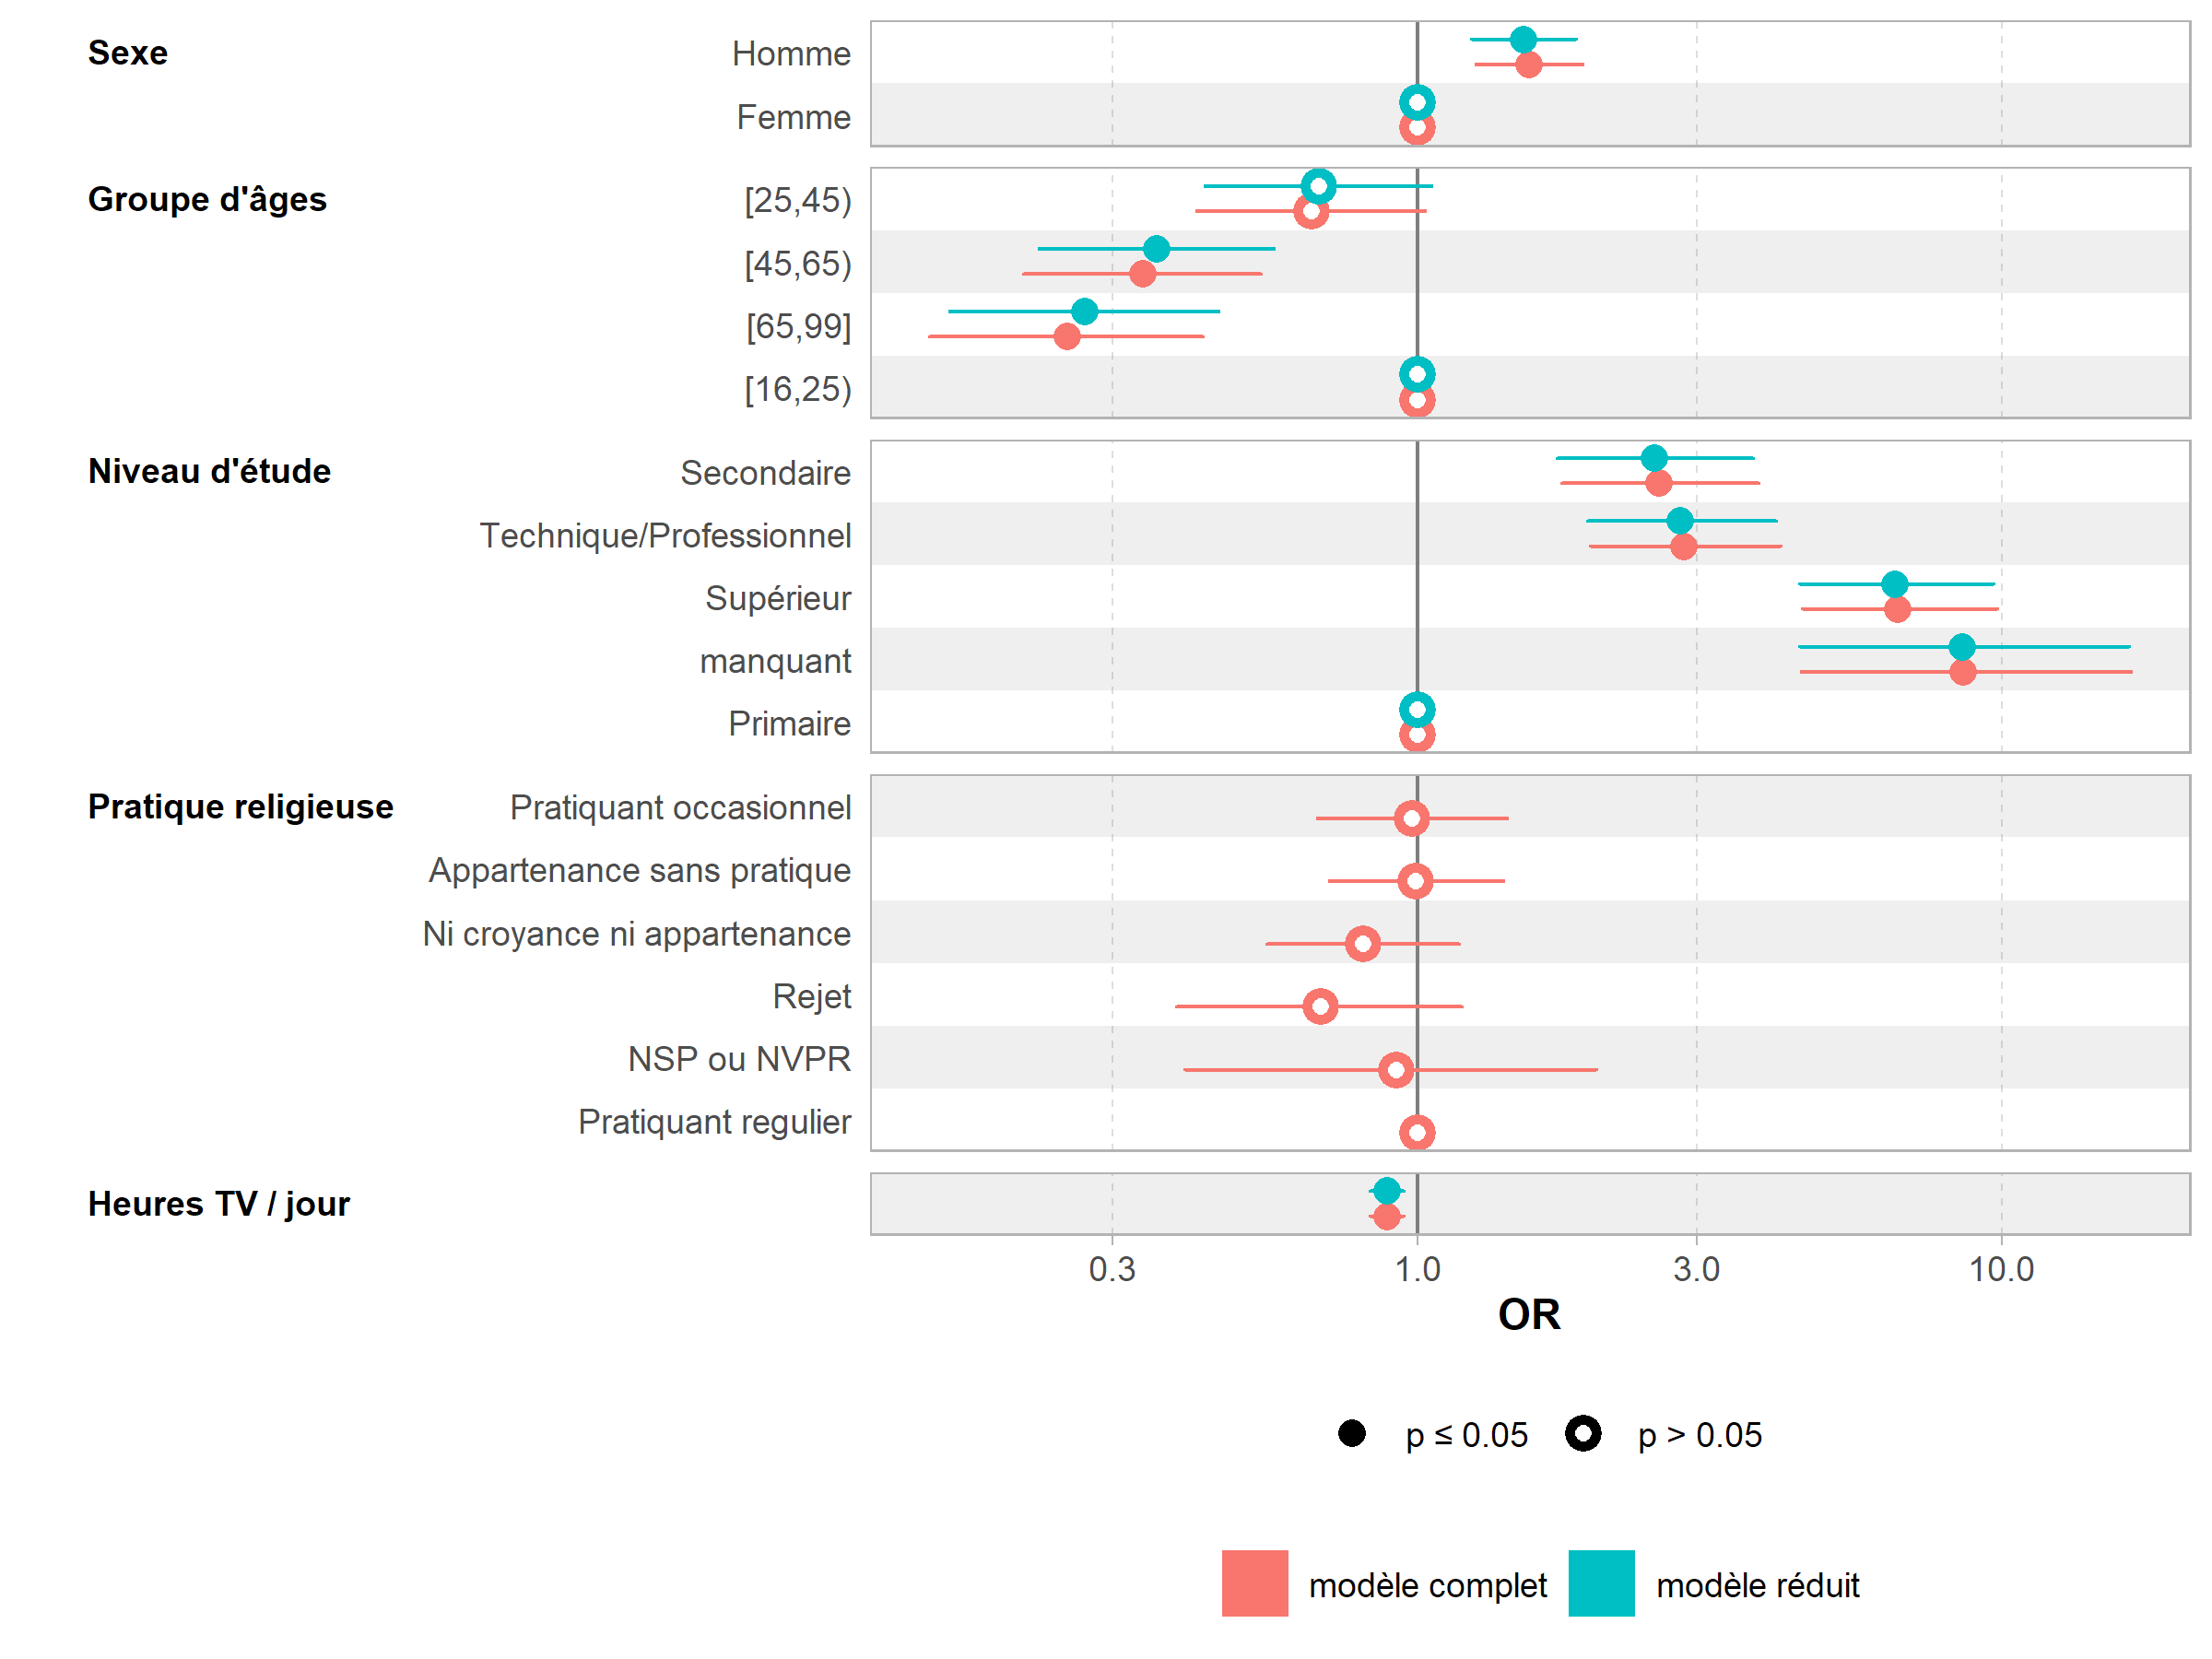 Sexe
Homme
Femme
Groupe d'âges
[25,45)
[45,65)
[65,99]
[16,25)
Niveau d'étude
Secondaire
Technique/Professionnel
Supérieur
manquant
Primaire
Pratique religieuse
Pratiquant occasionnel
Appartenance sans pratique
Ni croyance ni appartenance
Rejet
NSP ou NVPR
Pratiquant regulier
Heures TV / jour
0.3 1.0 3.0 10.0
OR
p ≤ 0.05 p > 0.05
modèle complet modèle réduit